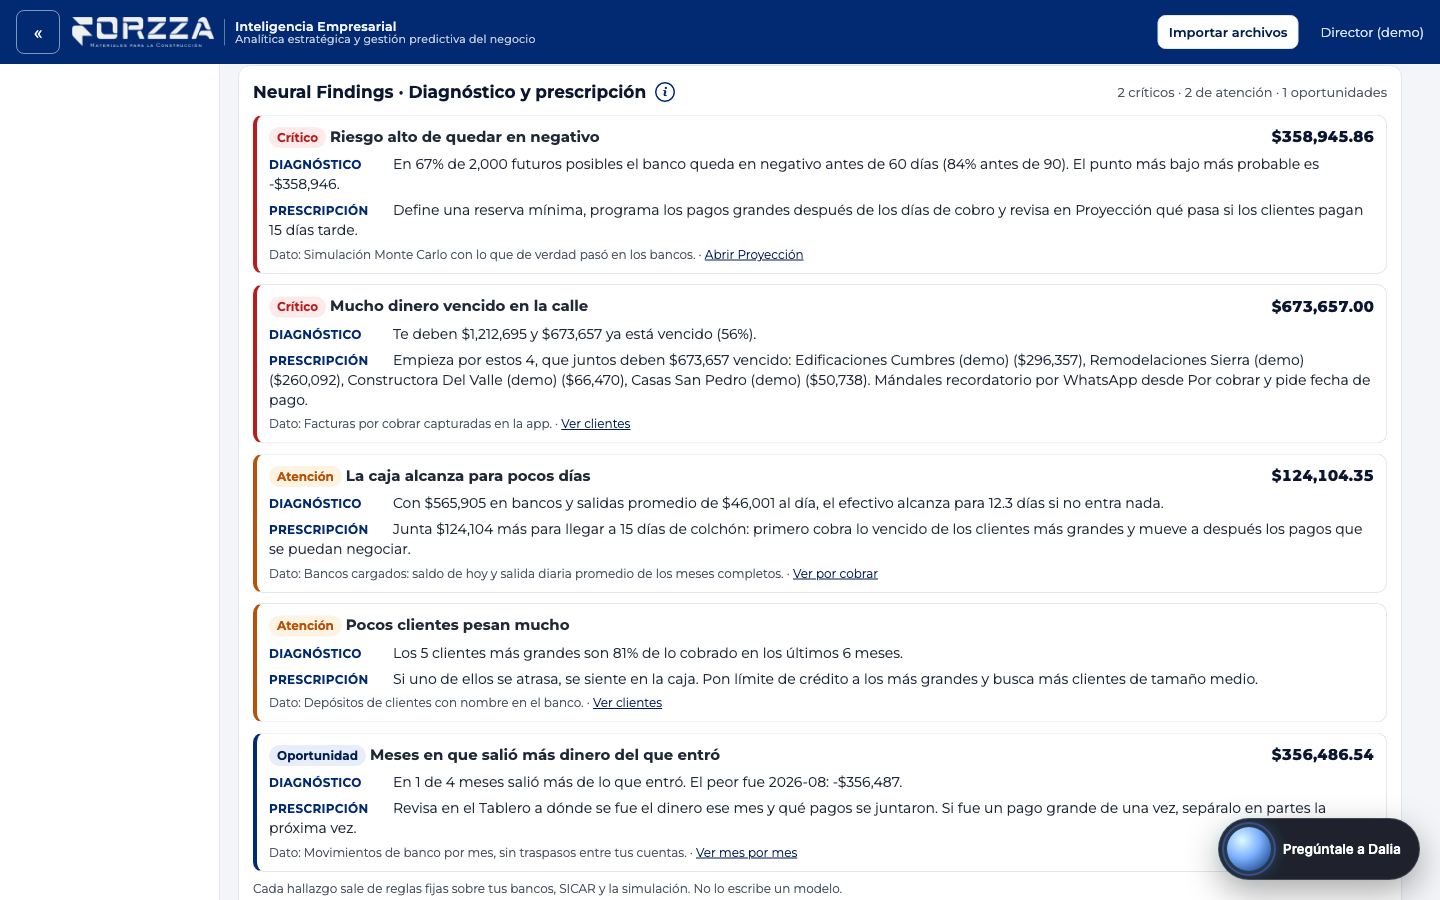 «
FORZZA
Materiales para la Construcción
Inteligencia Empresarial
Analítica estratégica y gestión predictiva del negocio
Importar archivos
Director (demo)
Neural Findings · Diagnóstico y prescripción i
2 críticos · 2 de atención · 1 oportunidades
Crítico Riesgo alto de quedar en negativo $358,945.86
DIAGNÓSTICO En 67% de 2,000 futuros posibles el banco queda en negativo antes de 60 días (84% antes de 90). El punto más bajo más probable es
-$358,946.
PRESCRIPCIÓN Define una reserva mínima, programa los pagos grandes después de los días de cobro y revisa en Proyección qué pasa si los clientes pagan
15 días tarde.
Dato: Simulación Monte Carlo con lo que de verdad pasó en los bancos. · Abrir Proyección
Crítico Mucho dinero vencido en la calle $673,657.00
DIAGNÓSTICO Te deben $1,212,695 y $673,657 ya está vencido (56%).
PRESCRIPCIÓN Empieza por estos 4, que juntos deben $673,657 vencido: Edificaciones Cumbres (demo) ($296,357), Remodelaciones Sierra (demo)
($260,092), Constructora Del Valle (demo) ($66,470), Casas San Pedro (demo) ($50,738). Mándales recordatorio por WhatsApp desde Por cobrar y pide fecha de
pago.
Dato: Facturas por cobrar capturadas en la app. · Ver clientes
Atención La caja alcanza para pocos días $124,104.35
DIAGNÓSTICO Con $565,905 en bancos y salidas promedio de $46,001 al día, el efectivo alcanza para 12.3 días si no entra nada.
PRESCRIPCIÓN Junta $124,104 más para llegar a 15 días de colchón: primero cobra lo vencido de los clientes más grandes y mueve a después los pagos que
se puedan negociar.
Dato: Bancos cargados: saldo de hoy y salida diaria promedio de los meses completos. · Ver por cobrar
Atención Pocos clientes pesan mucho
DIAGNÓSTICO Los 5 clientes más grandes son 81% de lo cobrado en los últimos 6 meses.
PRESCRIPCIÓN Si uno de ellos se atrasa, se siente en la caja. Pon límite de crédito a los más grandes y busca más clientes de tamaño medio.
Dato: Depósitos de clientes con nombre en el banco. · Ver clientes
Oportunidad Meses en que salió más dinero del que entró $356,486.54
DIAGNÓSTICO En 1 de 4 meses salió más de lo que entró. El peor fue 2026-08: -$356,487.
PRESCRIPCIÓN Revisa en el Tablero a dónde se fue el dinero ese mes y qué pagos se juntaron. Si fue un pago grande de una vez, sepáralo en partes la
próxima vez.
Dato: Movimientos de banco por mes, sin traspasos entre tus cuentas. · Ver mes por mes
Pregúntale a Dalia
Cada hallazgo sale de reglas fijas sobre tus bancos, SICAR y la simulación. No lo escribe un modelo.